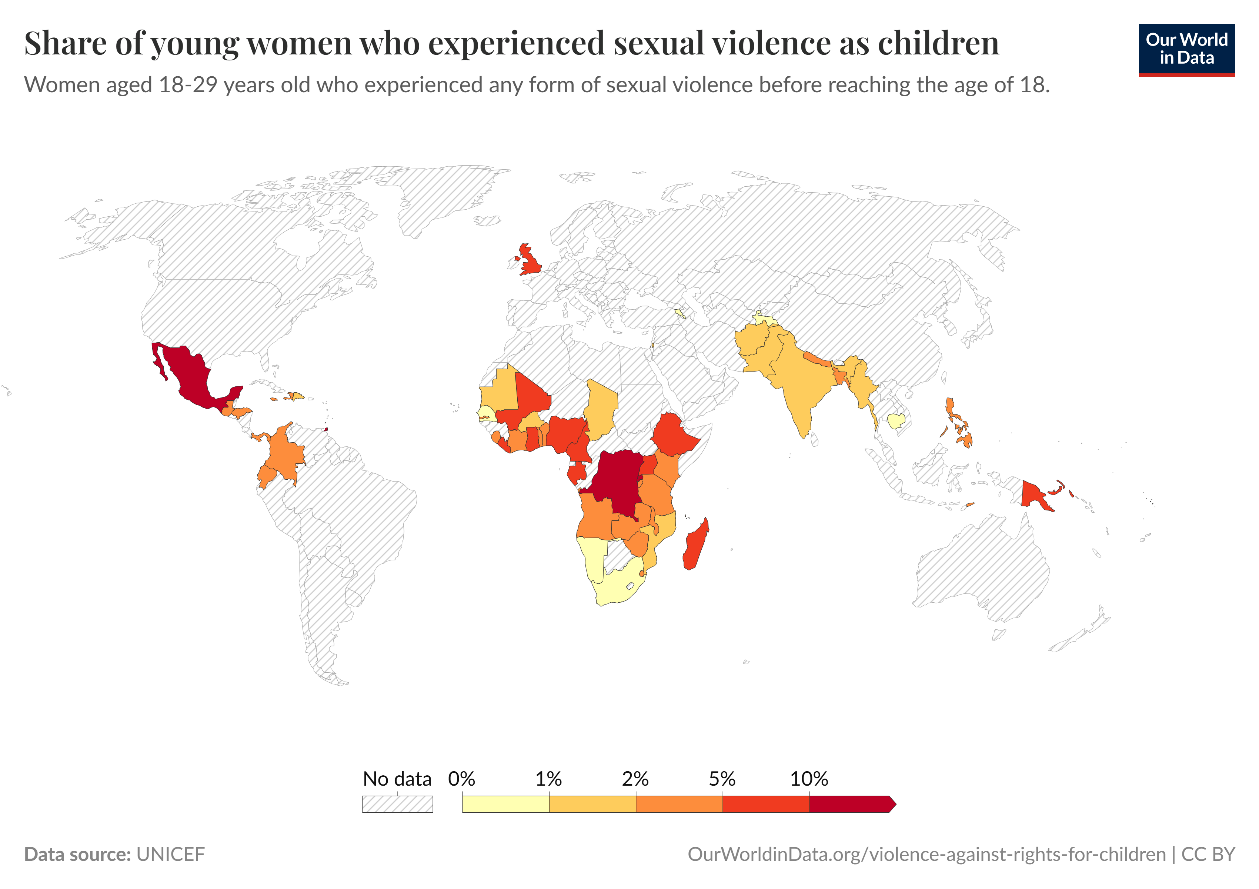 Share of young women who experienced sexual violence as children
Our World
in Data
Women aged 18-29 years old who experienced any form of sexual violence before reaching the age of 18.
No data 0% 1% 2% 5% 10%
Data source: UNICEF
OurWorldinData.org/violence-against-rights-for-children | CC BY